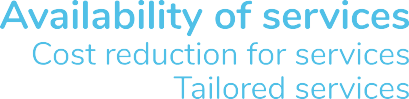 Availability of services
Cost reduction for services
Tailored services